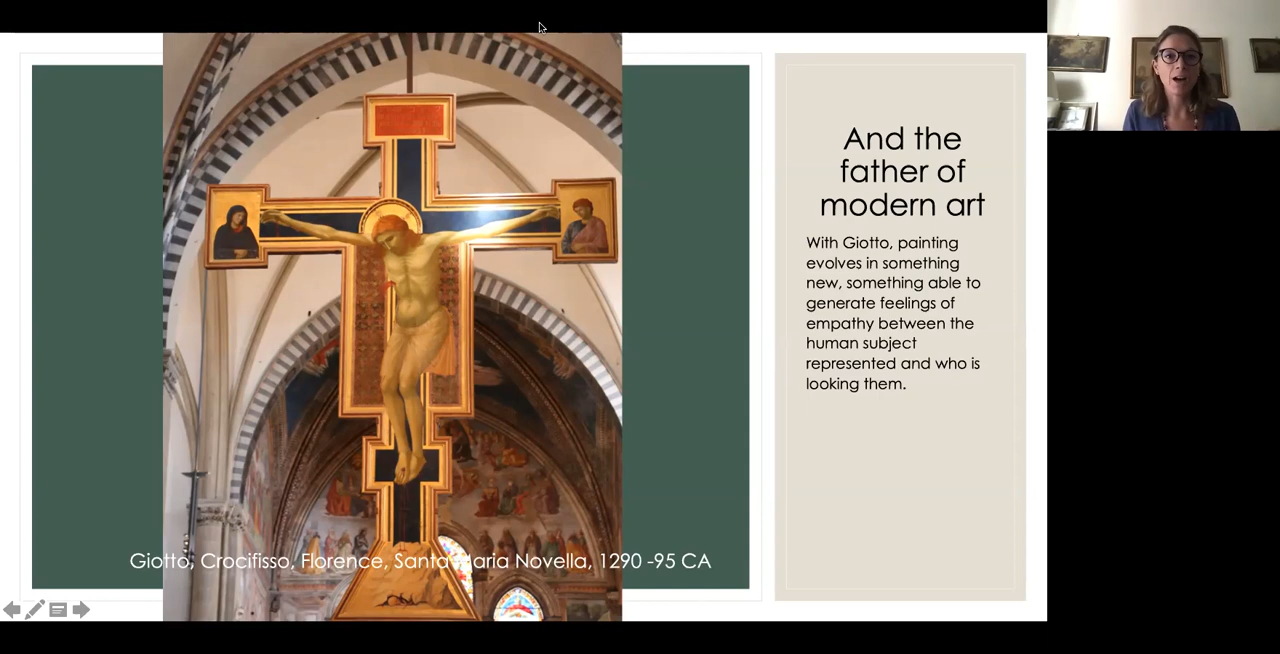 And the
father of
modern art
With Giotto, painting
evolves in something
new, something able to
generate feelings of
empathy between the
human subject
represented and who is
looking them.
Giotto, Crocifisso, Florence, Santa Maria Novella, 1290 -95 CA